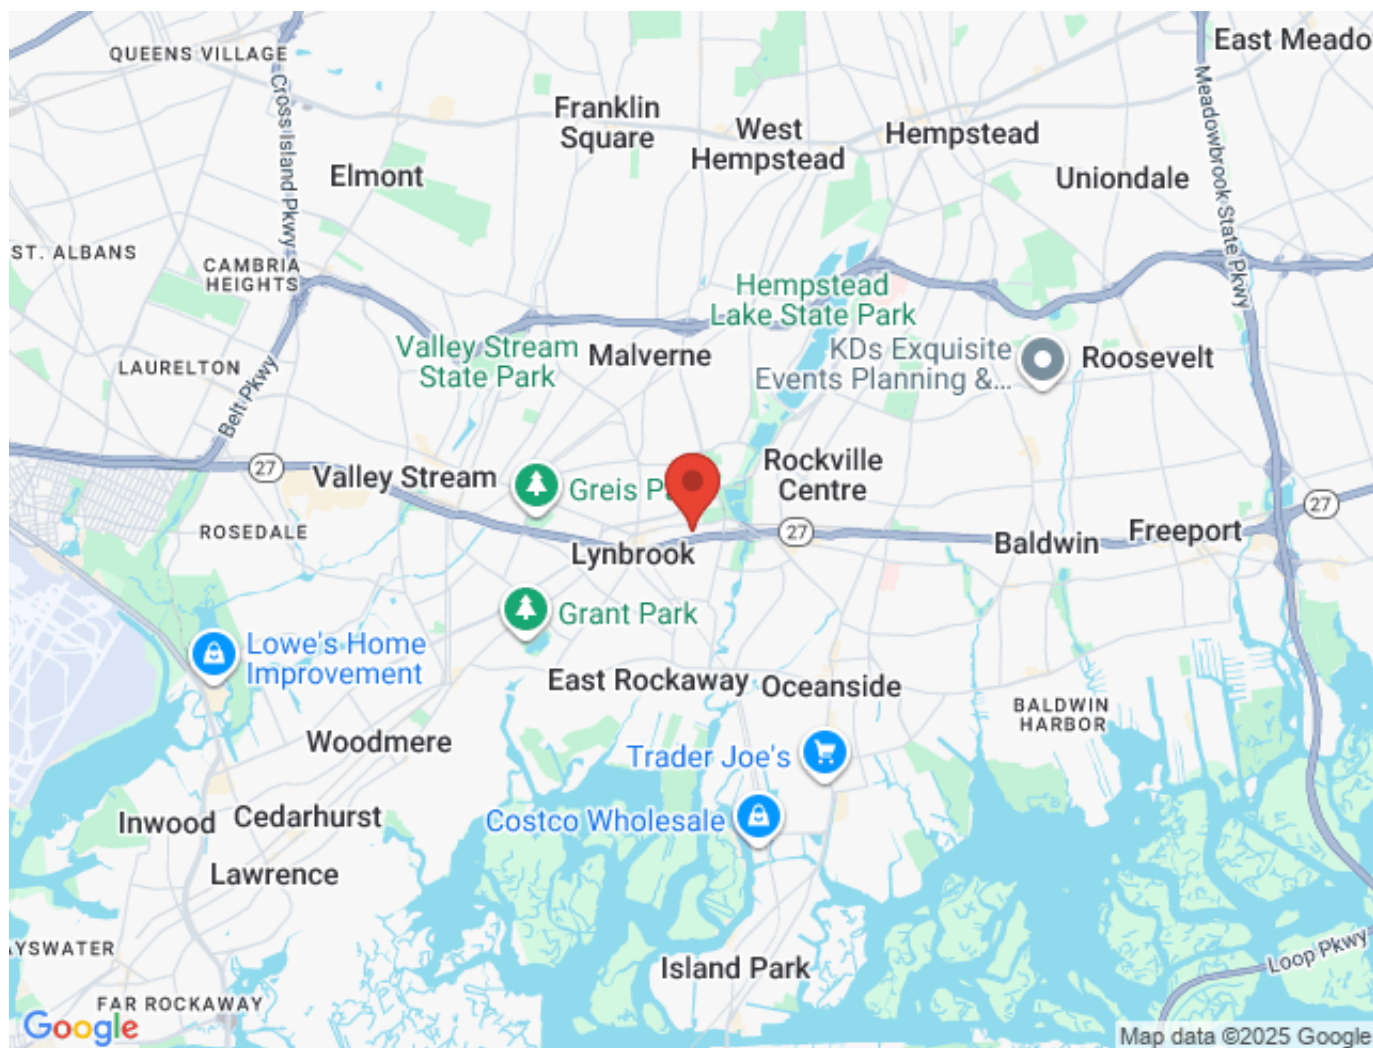 East Meado
QUEENS VILLAGE
Cross Island Pkwy
Meadowbrook State Pkwy
Franklin
Square
West
Hempstead
Hempstead
Elmont
Uniondale
ST. ALBANS
CAMBRIA
HEIGHTS
Hempstead
Lake State Park
Valley Stream
State Park
Malverne
KDs Exquisite
Events Planning &...
Roosevelt
LAURELTON
Belt Pkwy
27
Valley Stream
Greis P
Rockville
Centre
27
ROSEDALE
Lynbrook
27
Baldwin
Freeport
Grant Park
Lowe's Home
Improvement
East Rockaway
Oceanside
BALDWIN
HARBOR
Woodmere
Trader Joe's
Inwood
Cedarhurst
Costco Wholesale
Lawrence
AYSWATER
Island Park
Loop Pkwy
FAR ROCKAWAY
Google
Map data ©2025 Google